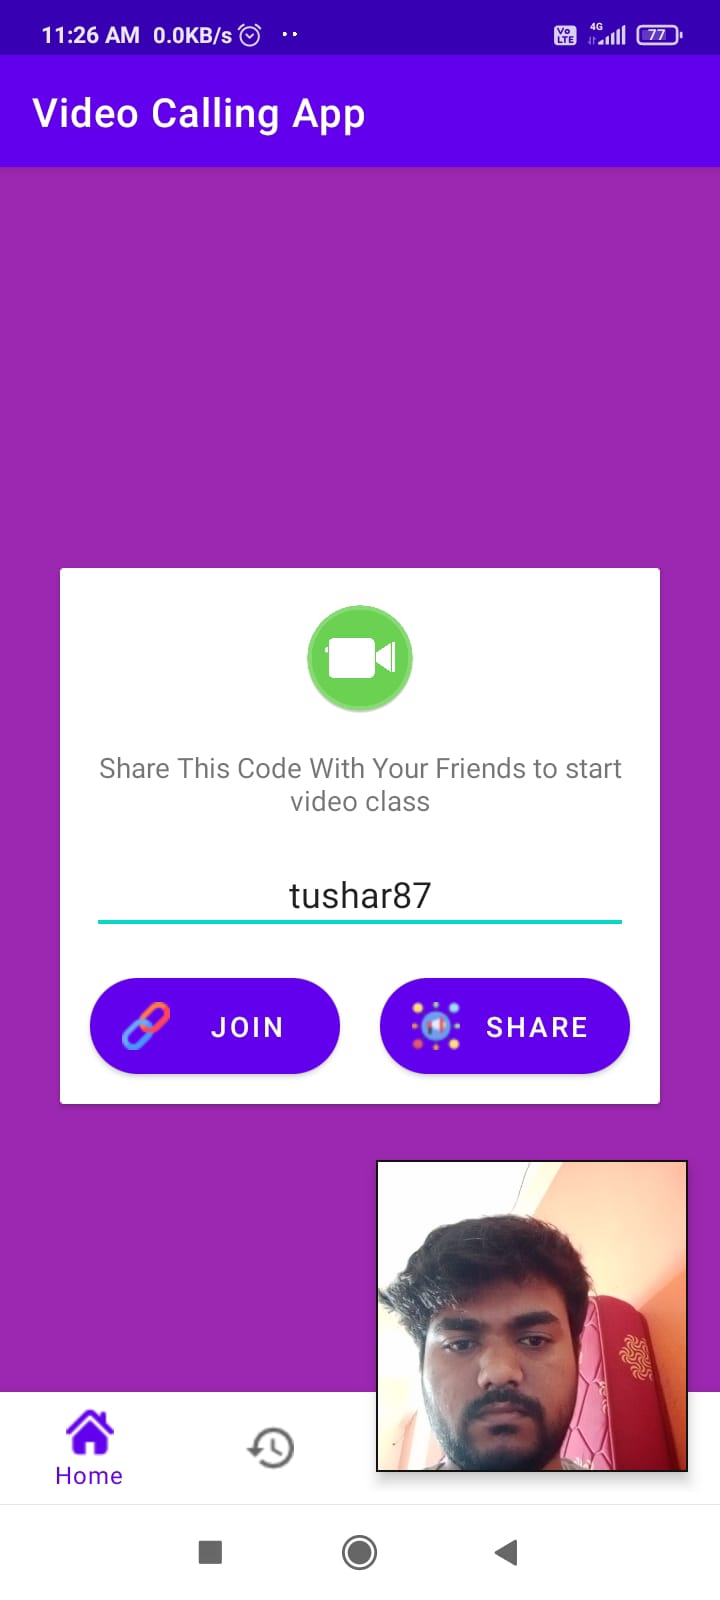 11:26 AM 0.0KB/s Vo LTE 4G 77
Video Calling App
Share This Code With Your Friends to start
video class
tushar87
JOIN SHARE
Home